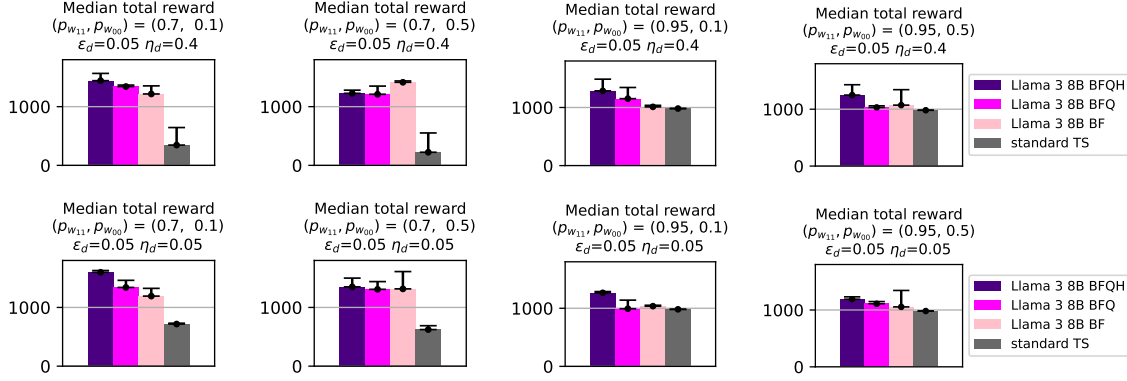 Median total reward
(p_{w_{11}}, p_{w_{00}}) = (0.7, 0.1)
ε_d=0.05 η_d=0.4
1000
0
Median total reward
(p_{w_{11}}, p_{w_{00}}) = (0.7, 0.5)
ε_d=0.05 η_d=0.4
1000
0
Median total reward
(p_{w_{11}}, p_{w_{00}}) = (0.95, 0.1)
ε_d=0.05 η_d=0.4
1000
0
Median total reward
(p_{w_{11}}, p_{w_{00}}) = (0.95, 0.5)
ε_d=0.05 η_d=0.4
1000
0
Llama 3 8B BFQH
Llama 3 8B BFQ
Llama 3 8B BF
standard TS
Median total reward
(p_{w_{11}}, p_{w_{00}}) = (0.7, 0.1)
ε_d=0.05 η_d=0.05
1000
0
Median total reward
(p_{w_{11}}, p_{w_{00}}) = (0.7, 0.5)
ε_d=0.05 η_d=0.05
1000
0
Median total reward
(p_{w_{11}}, p_{w_{00}}) = (0.95, 0.1)
ε_d=0.05 η_d=0.05
1000
0
Median total reward
(p_{w_{11}}, p_{w_{00}}) = (0.95, 0.5)
ε_d=0.05 η_d=0.05
1000
0
Llama 3 8B BFQH
Llama 3 8B BFQ
Llama 3 8B BF
standard TS